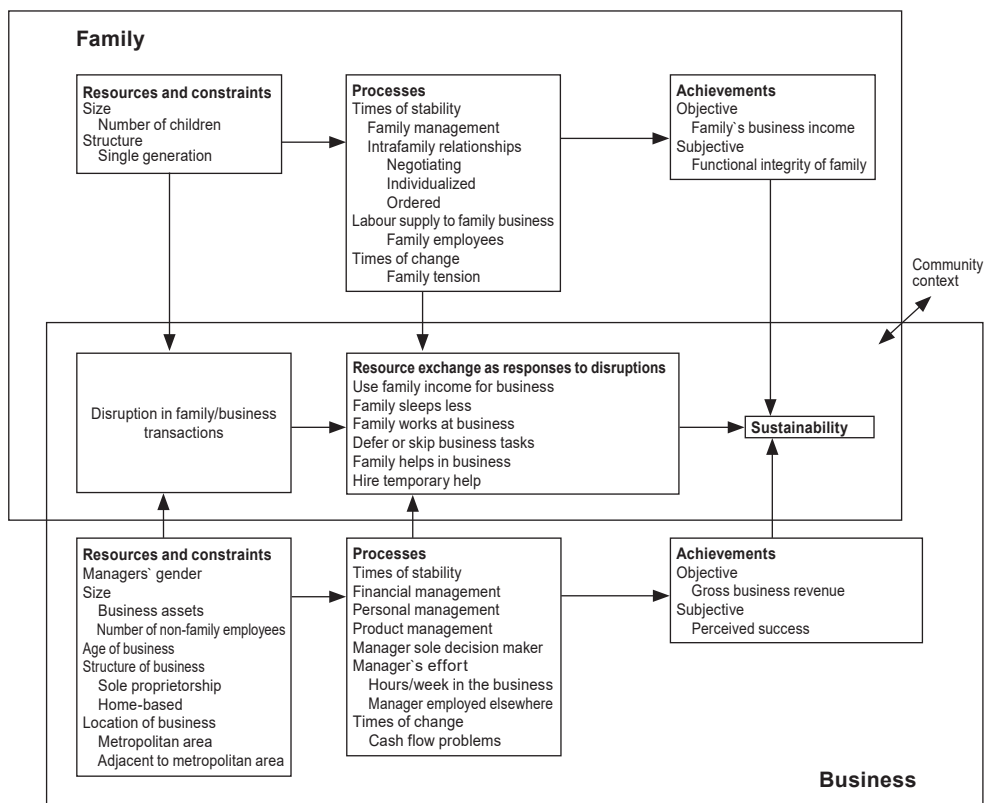 Family
Resources and constraints
Size
Number of children
Structure
Single generation
Processes
Times of stability
Family management
Intrafamily relationships
Negotiating
Individualized
Ordered
Labour supply to family business
Family employees
Times of change
Family tension
Achievements
Objective
Family`s business income
Subjective
Functional integrity of family
Community
context
Disruption in family/business
transactions
Resource exchange as responses to disruptions
Use family income for business
Family sleeps less
Family works at business
Defer or skip business tasks
Family helps in business
Hire temporary help
Sustainability
Resources and constraints
Managers` gender
Size
Business assets
Number of non-family employees
Age of business
Structure of business
Sole proprietorship
Home-based
Location of business
Metropolitan area
Adjacent to metropolitan area
Processes
Times of stability
Financial management
Personal management
Product management
Manager sole decision maker
Manager`s effort
Hours/week in the business
Manager employed elsewhere
Times of change
Cash flow problems
Achievements
Objective
Gross business revenue
Subjective
Perceived success
Business